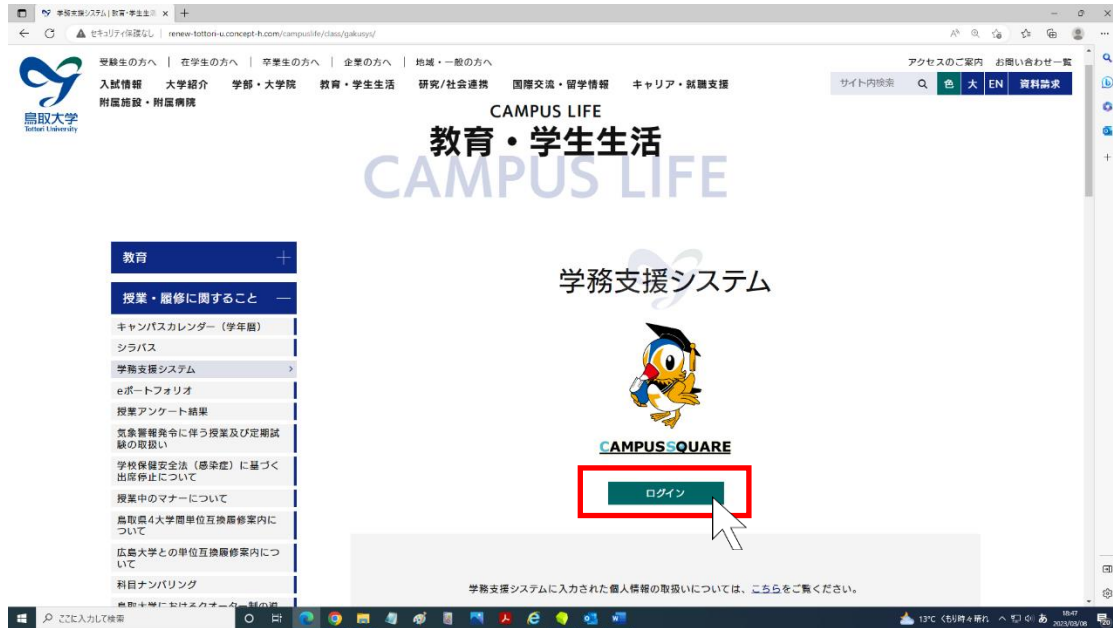 学務支援システム | 教育・学生生
セキュリティ保護なし | renew-tottori-u.concept-h.com/campuslife/class/gakusys/
受験生の方へ | 在学生の方へ | 卒業生の方へ | 企業の方へ | 地域・一般の方へ
アクセスのご案内 お問い合わせ一覧
入試情報 大学紹介 学部・大学院 教育・学生生活 研究/社会連携 国際交流・留学情報 キャリア・就職支援
サイト内検索 色 大 EN 資料請求
附属施設・附属病院
鳥取大学
Tottori University
CAMPUS LIFE
教育・学生生活
CAMPUS LIFE
教育
授業・履修に関すること
キャンパスカレンダー（学年暦）
シラバス
学務支援システム
eポートフォリオ
授業アンケート結果
気象警報発令に伴う授業及び定期試
験の取扱い
学校保健安全法（感染症）に基づく
出席停止について
授業中のマナーについて
鳥取県4大学間単位互換履修案内に
ついて
広島大学との単位互換履修案内につ
いて
科目ナンバリング
学務支援システム
CAMPUSSQUARE
ログイン
学務支援システムに入力された個人情報の取扱いについては、こちらをご覧ください。
ここに入力して検索
13°C くもり時々晴れ
あ
18:47
2023/03/08